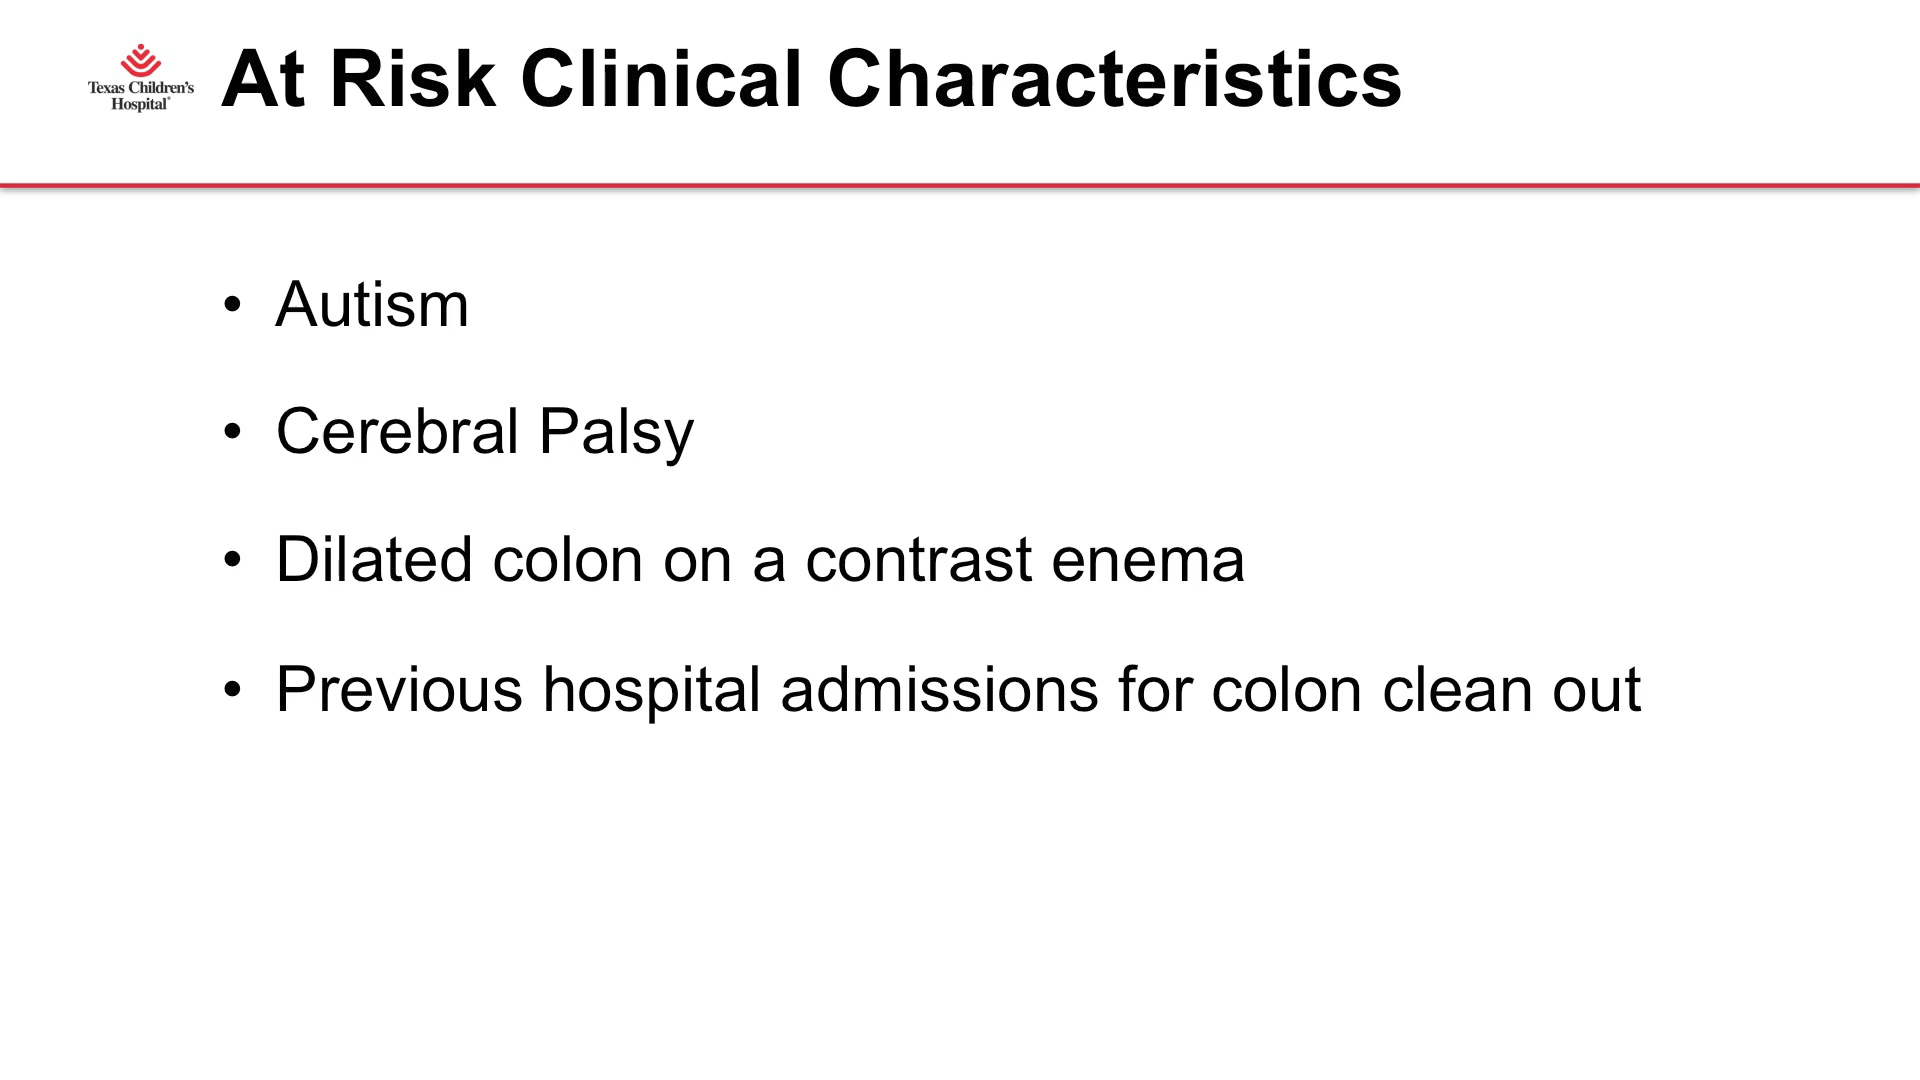 Texas Children's
Hospital®
At Risk Clinical Characteristics
• Autism
• Cerebral Palsy
• Dilated colon on a contrast enema
• Previous hospital admissions for colon clean out